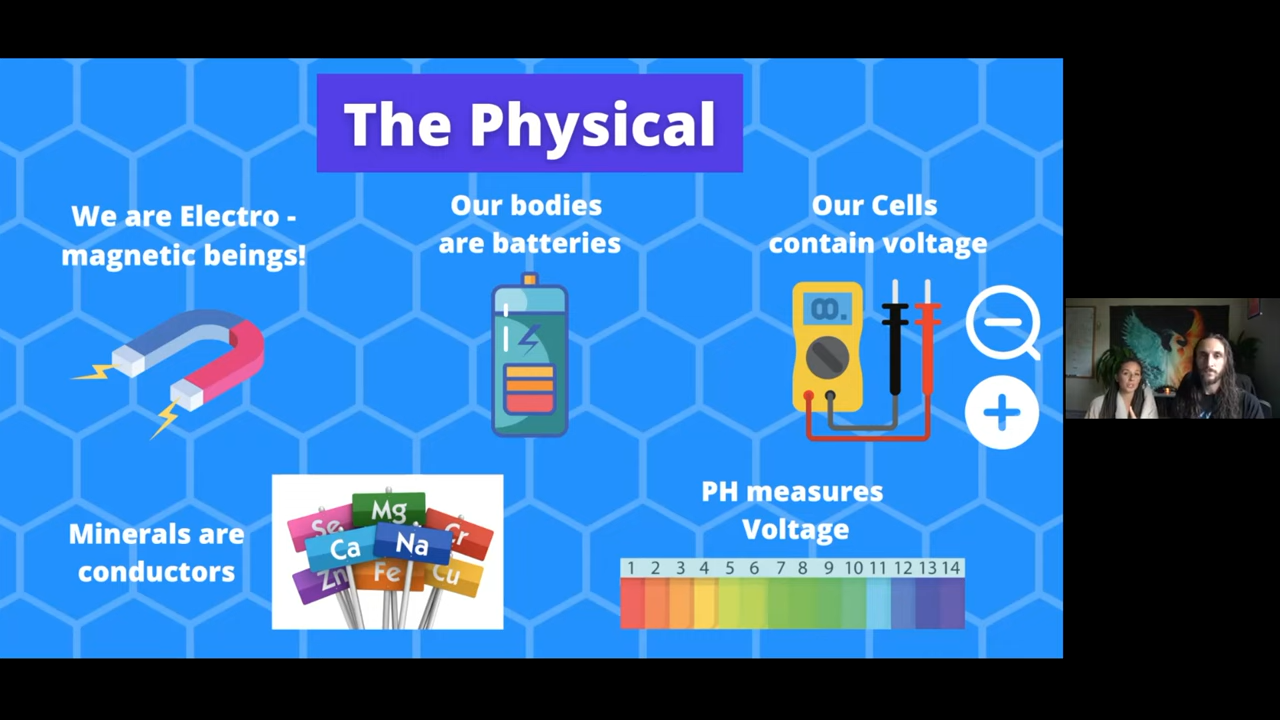 The Physical
We are Electro -
magnetic beings!
Our bodies
are batteries
Our Cells
contain voltage
Minerals are
conductors
Se
Mg
Cr
Ca
Na
Zn
Fe
Cu
PH measures
Voltage
1 2 3 4 5 6 7 8 9 10 11 12 13 14